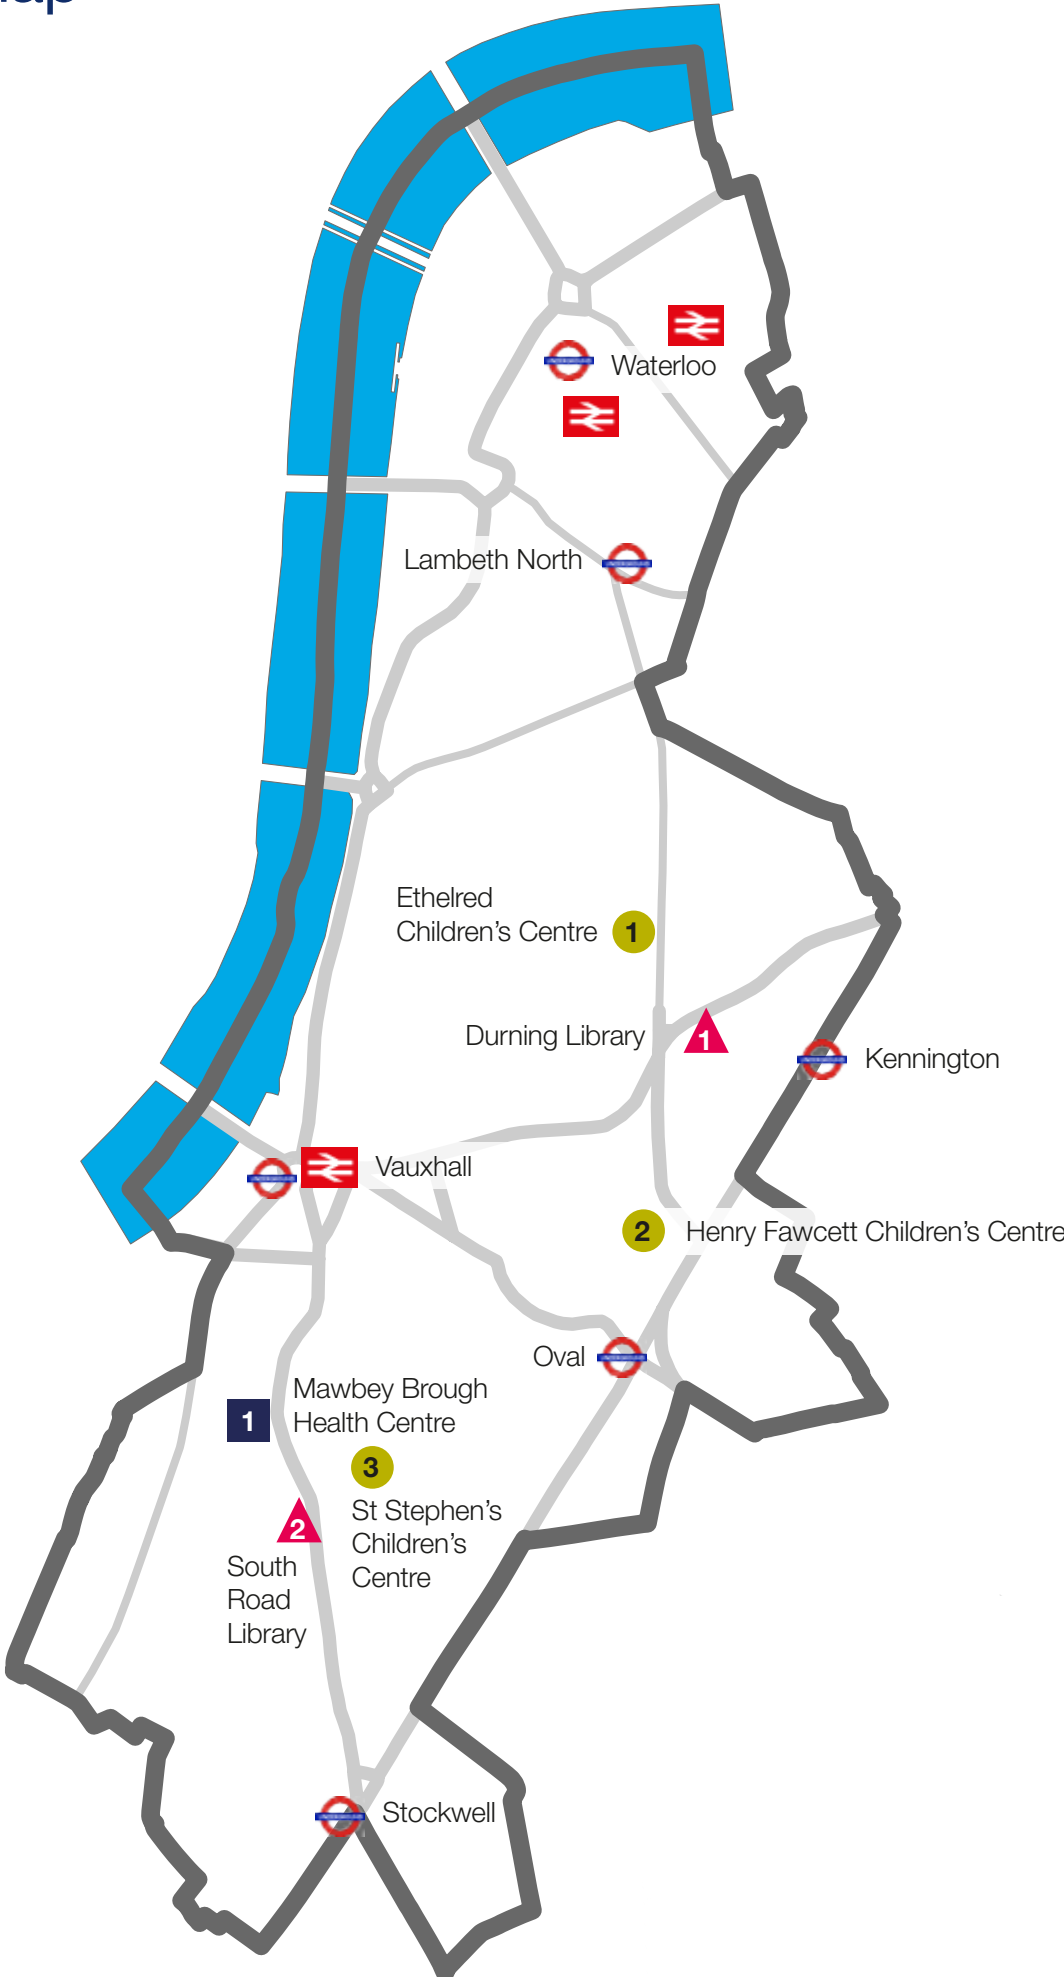 Waterloo
Lambeth North
Ethelred
Children’s Centre
1
Durning Library
1
Kennington
Vauxhall
2
Henry Fawcett Children’s Centre
Oval
Mawbey Brough
Health Centre
1
3
St Stephen’s
Children’s
Centre
2
South
Road
Library
Stockwell